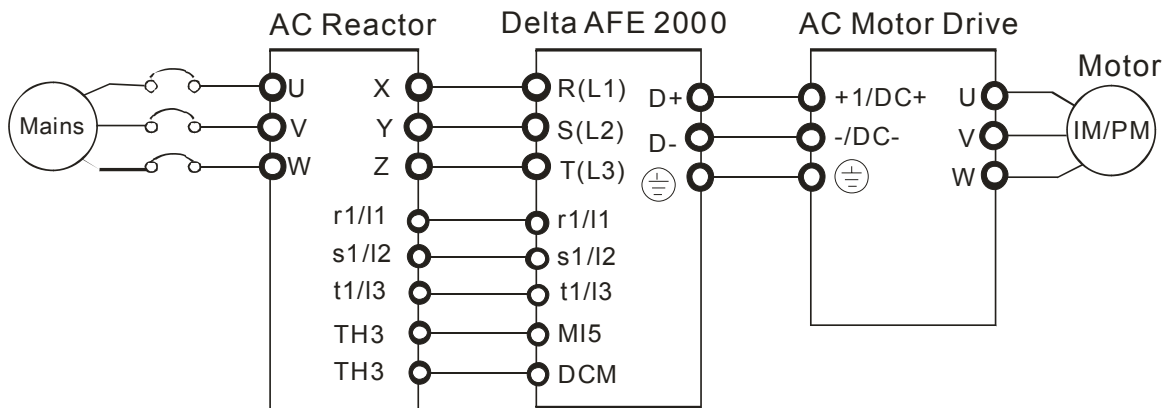 AC Reactor
Delta AFE 2000
AC Motor Drive
Motor
Mains
U
V
W
X
Y
Z
r1/l1
s1/l2
t1/l3
TH3
TH3
R(L1)
S(L2)
T(L3)
r1/l1
s1/l2
t1/l3
MI5
DCM
D+
D-
+1/DC+
-/DC-
U
V
W
IM/PM